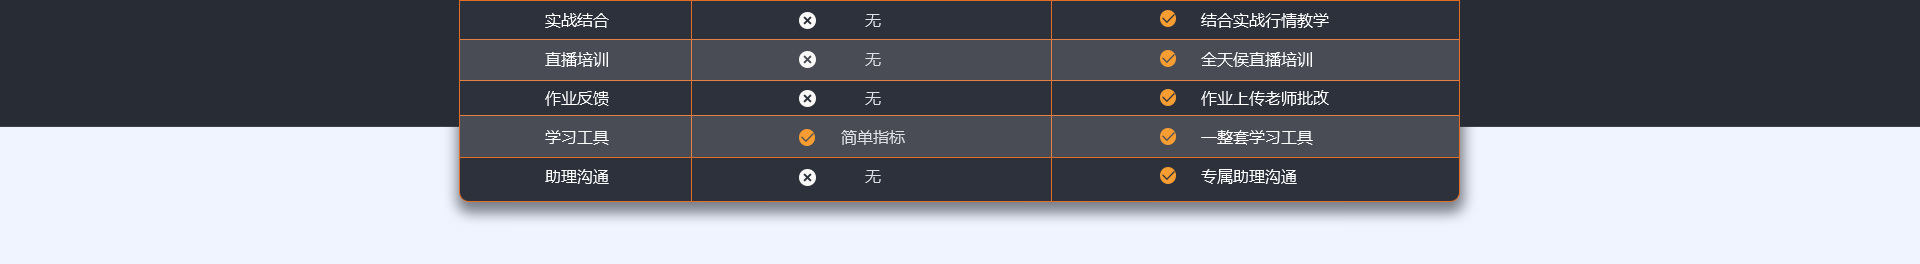 实战结合 无 结合实战行情教学
直播培训 无 全天侯直播培训
作业反馈 无 作业上传老师批改
学习工具 简单指标 一整套学习工具
助理沟通 无 专属助理沟通